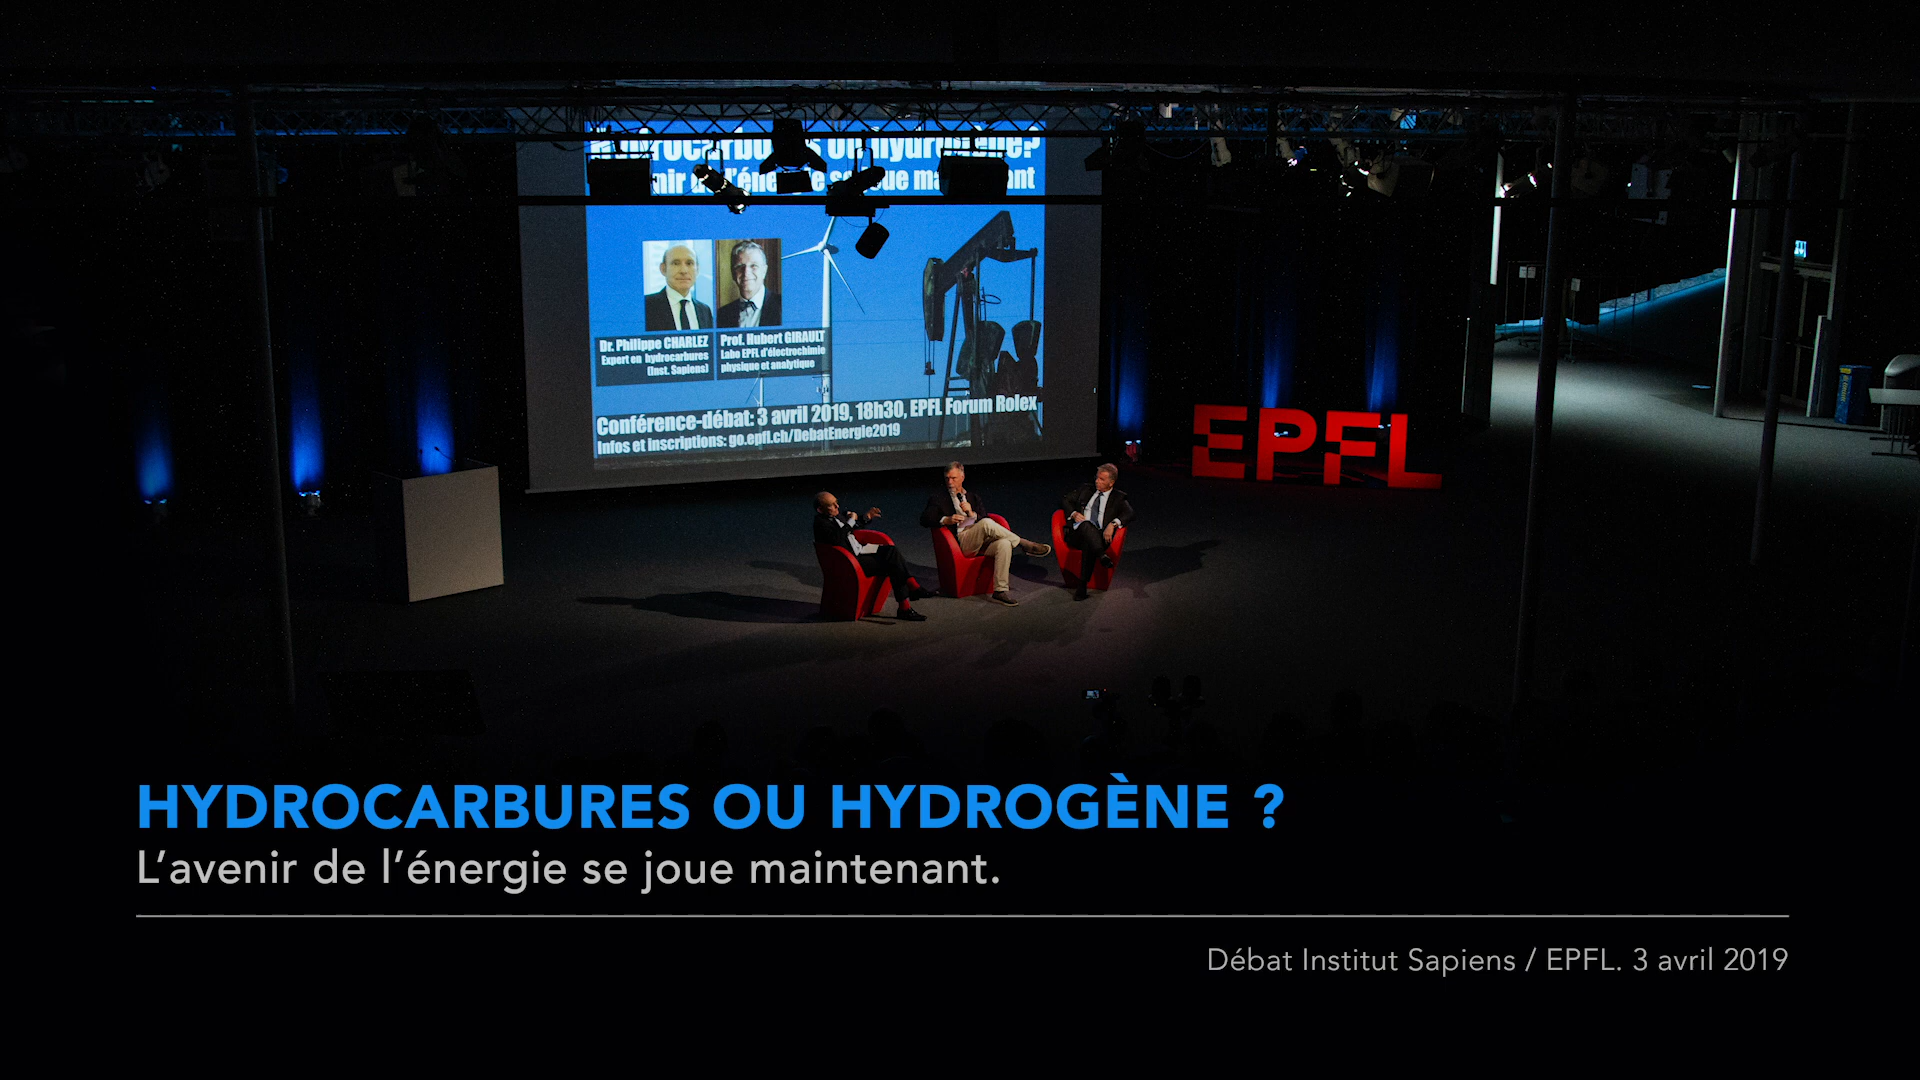 ou hydrogène?
Dr. Philippe CHARLEZ
Expert en hydrocarbures
(Inst. Sapiens)
Prof. Hubert GIRAULT
Labo EPFL d'électrochimie
physique et analytique
Conférence-débat: 3 avril 2019, 18h30, EPFL Forum Rolex
Infos et inscriptions: go.epfl.ch/DebatEnergie2019
EPFL
HYDROCARBURES OU HYDROGÈNE ?
L'avenir de l'énergie se joue maintenant.
Débat Institut Sapiens / EPFL. 3 avril 2019